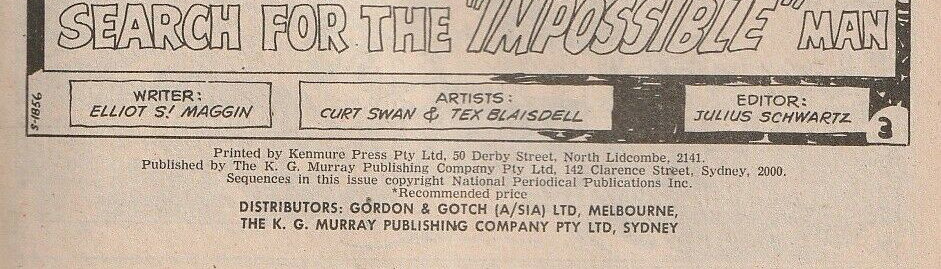 SEARCH FOR THE "IMPOSSIBLE" MAN
WRITER:
ELLIOT S! MAGGIN
ARTISTS:
CURT SWAN & TEX BLAISDELL
EDITOR:
JULIUS SCHWARTZ
S-1856
3
Printed by Kenmure Press Pty Ltd, 50 Derby Street, North Lidcombe, 2141.
Published by The K. G. Murray Publishing Company Pty Ltd, 142 Clarence Street, Sydney, 2000.
Sequences in this issue copyright National Periodical Publications Inc.
*Recommended price
DISTRIBUTORS: GORDON & GOTCH (A/SIA) LTD, MELBOURNE,
THE K. G. MURRAY PUBLISHING COMPANY PTY LTD, SYDNEY